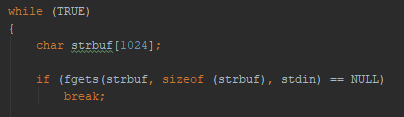 while (TRUE)
{
char strbuf[1024];
if (fgets(strbuf, sizeof (strbuf), stdin) == NULL)
break;